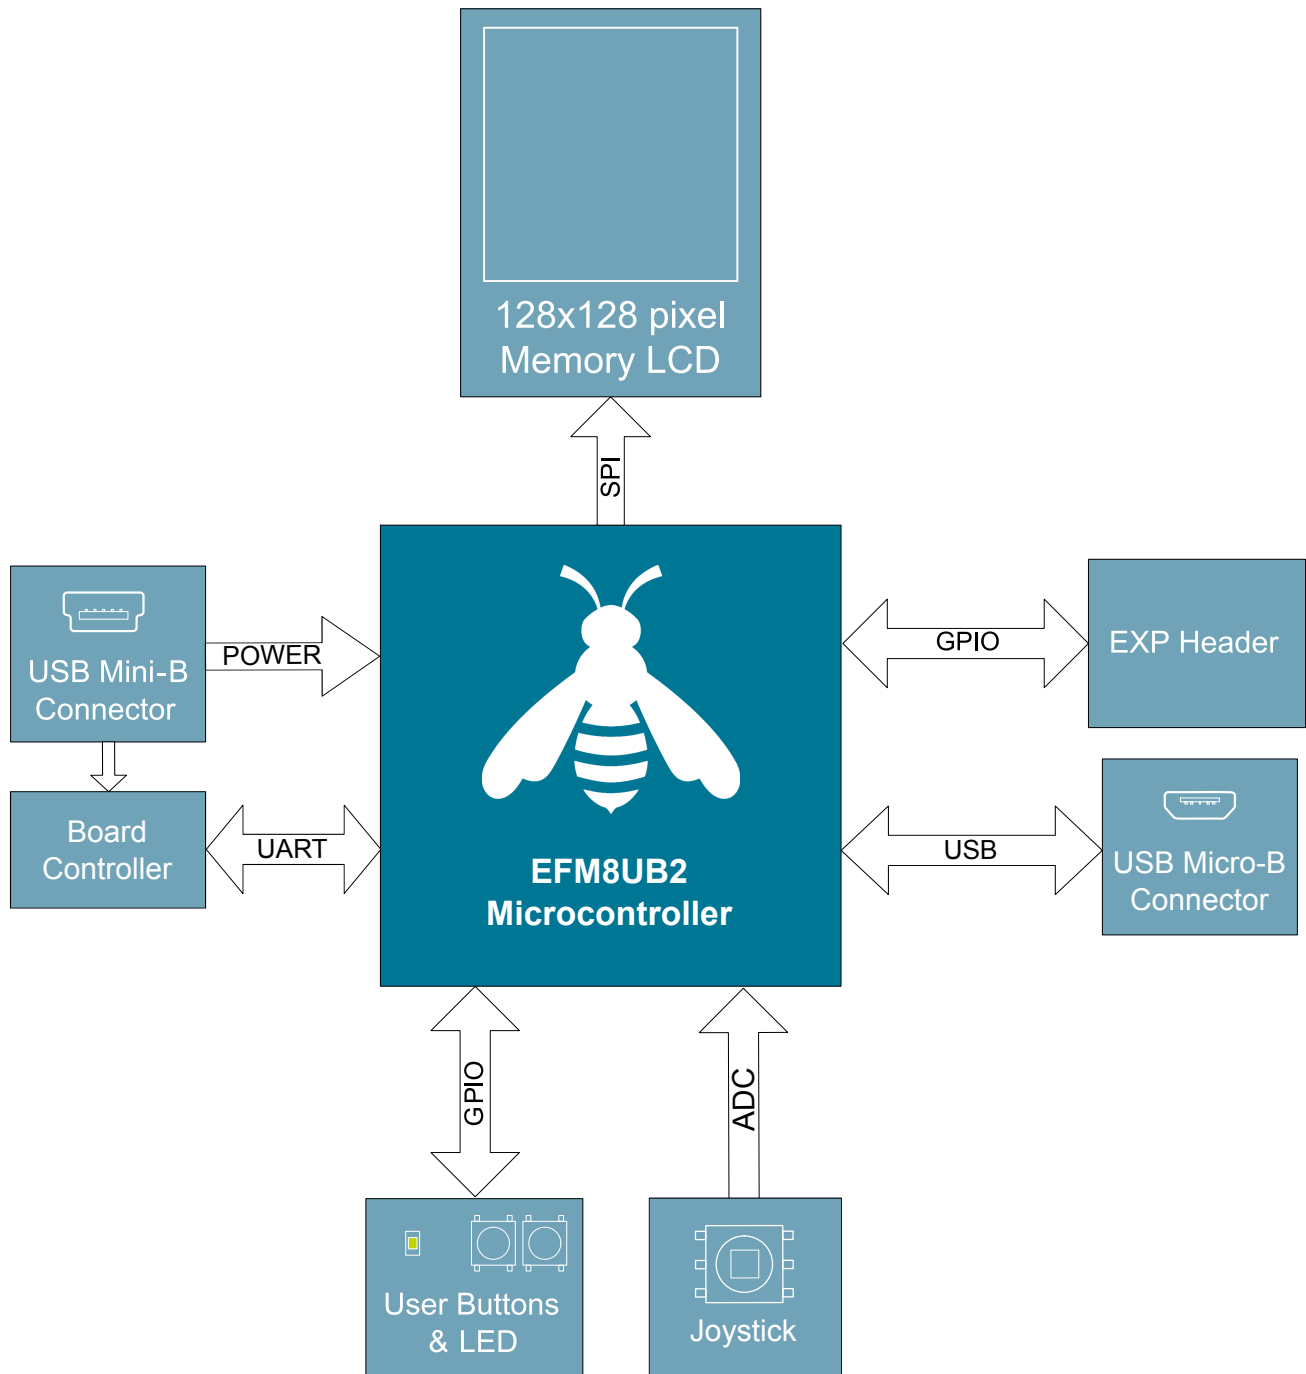 128x128 pixel
Memory LCD
SPI
USB Mini-B
Connector
POWER
EFM8UB2
Microcontroller
GPIO
EXP Header
Board
Controller
UART
USB
USB Micro-B
Connector
GPIO
ADC
User Buttons
& LED
Joystick